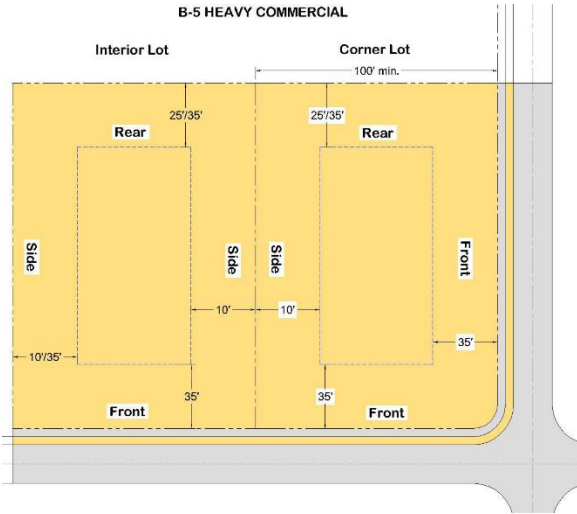 B-5 HEAVY COMMERCIAL
Interior Lot
Corner Lot
100' min.
25'/35'
25'/35'
Rear
Rear
Side
Side
Side
Front
10'
10'
35'
10'/35'
35'
35'
Front
Front